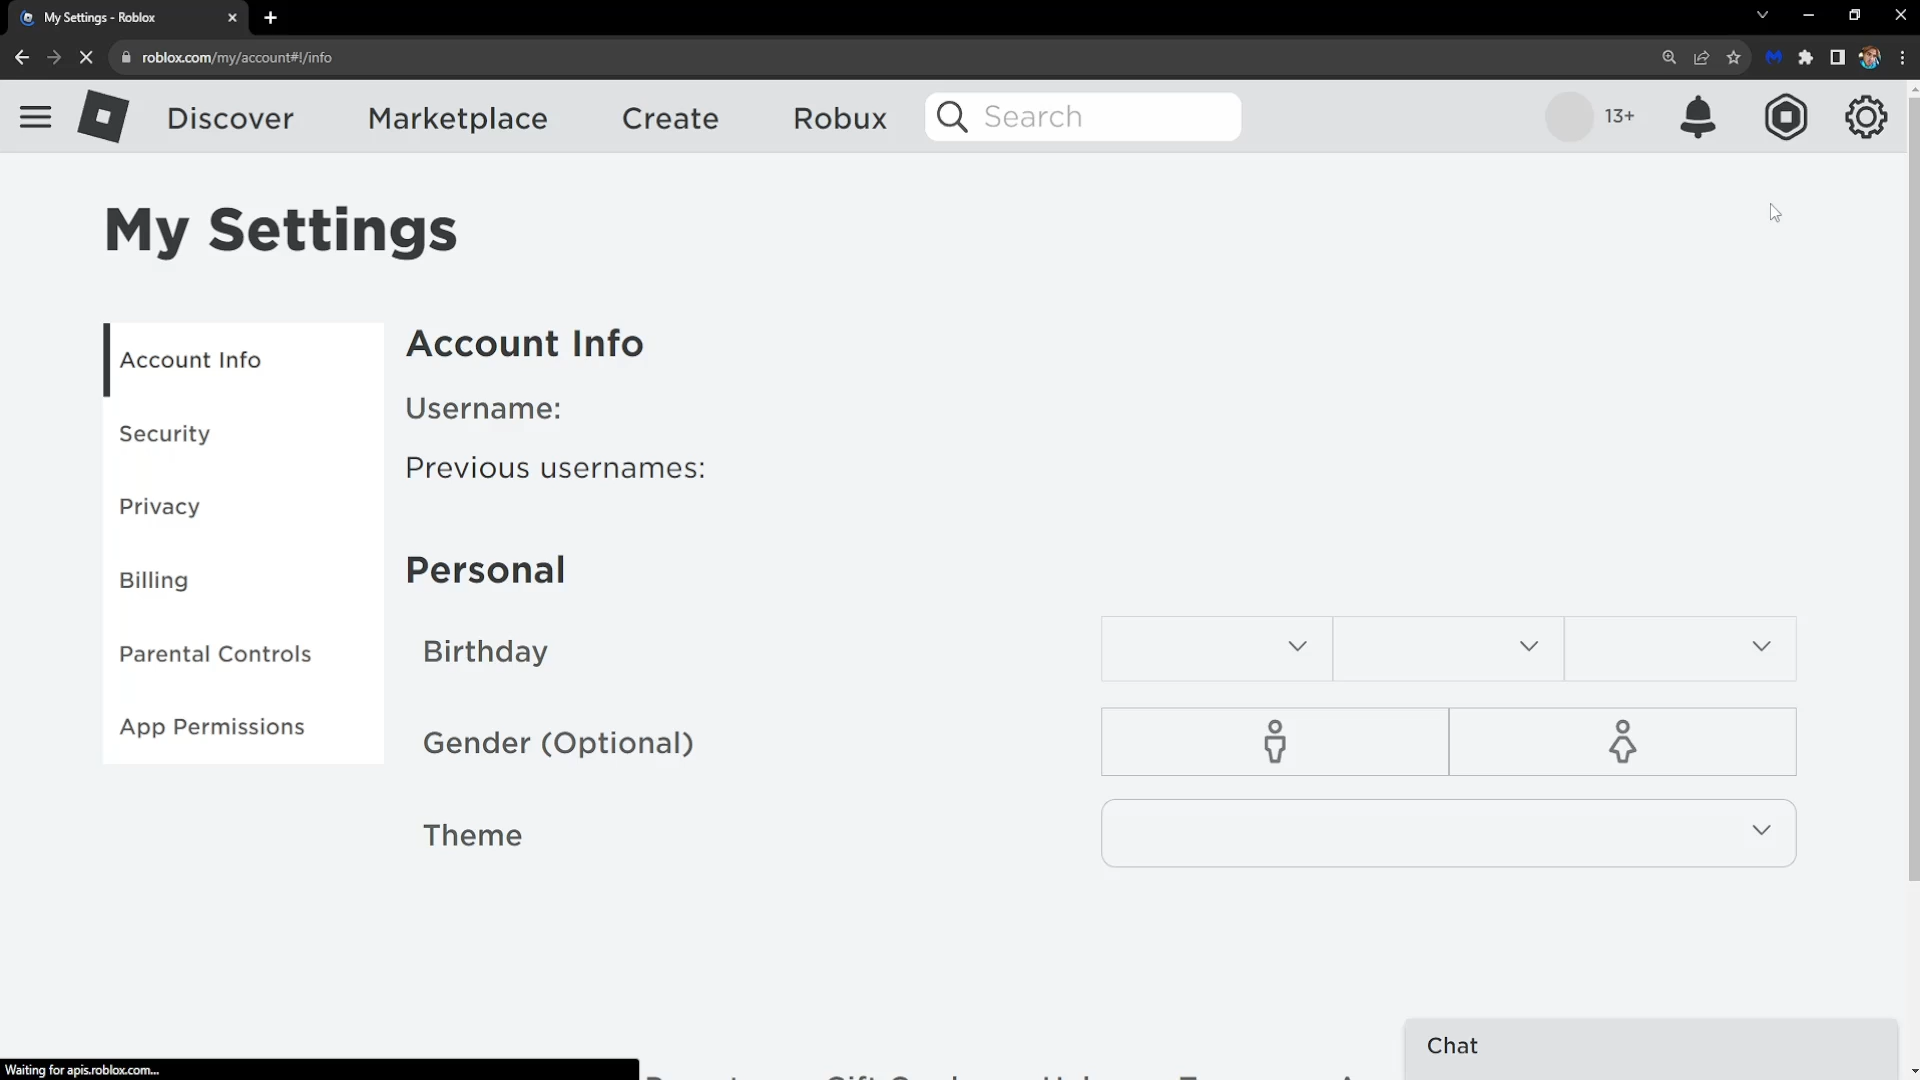 My Settings - Roblox
roblox.com/my/account#!/info
Discover
Marketplace
Create
Robux
Search
13+
My Settings
Account Info
Security
Privacy
Billing
Parental Controls
App Permissions
Account Info
Username:
Previous usernames:
Personal
Birthday
Gender (Optional)
Theme
Chat
Waiting for apis.roblox.com...